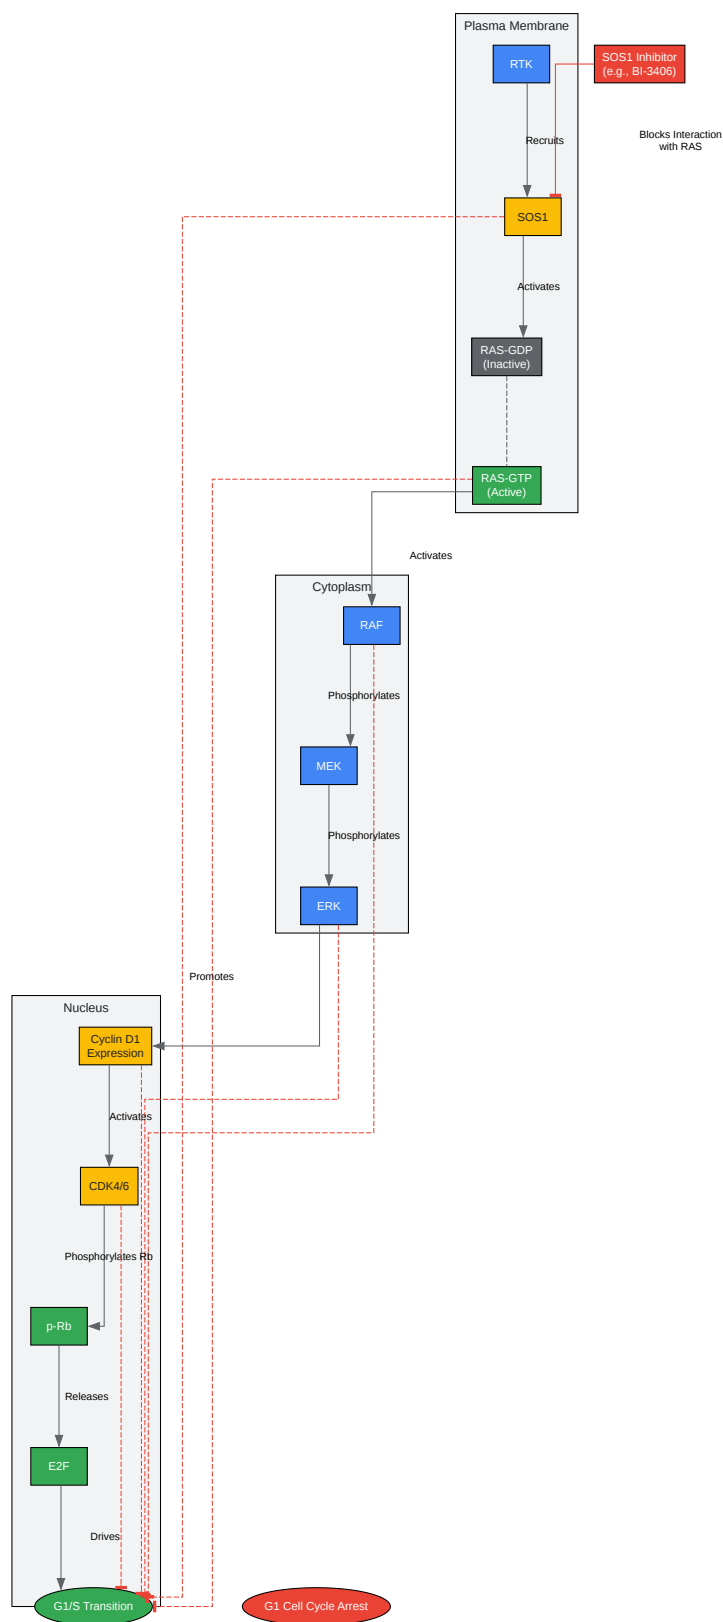 Plasma Membrane
RTK
SOS1 Inhibitor
(e.g., BI-3406)
Recruits
Blocks Interaction
with RAS
SOS1
Activates
RAS-GDP
(Inactive)
RAS-GTP
(Active)
Activates
Cytoplasm
RAF
Phosphorylates
MEK
Phosphorylates
ERK
Promotes
Nucleus
Cyclin D1
Expression
Activates
CDK4/6
Phosphorylates Rb
p-Rb
Releases
E2F
Drives
G1/S Transition
G1 Cell Cycle Arrest